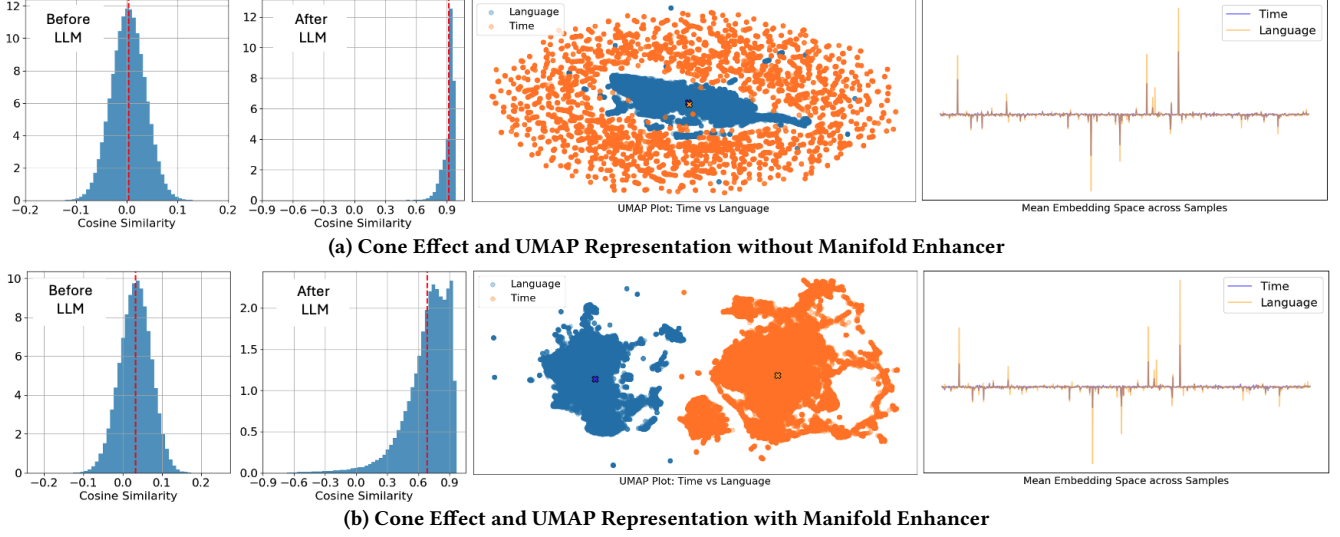 Before
LLM
12
10
8
6
4
2
0
−0.2
−0.1
0.0
0.1
0.2
Cosine Similarity
After
LLM
12
10
8
6
4
2
0
−0.9
−0.6
−0.3
0.0
0.3
0.6
0.9
Cosine Similarity
Language
Time
UMAP Plot: Time vs Language
Time
Language
Mean Embedding Space across Samples
(a) Cone Effect and UMAP Representation without Manifold Enhancer
Before
LLM
10
8
6
4
2
0
−0.2
−0.1
0.0
0.1
0.2
Cosine Similarity
After
LLM
2.0
1.5
1.0
0.5
0.0
−0.9
−0.6
−0.3
0.0
0.3
0.6
0.9
Cosine Similarity
Language
Time
UMAP Plot: Time vs Language
Time
Language
Mean Embedding Space across Samples
(b) Cone Effect and UMAP Representation with Manifold Enhancer